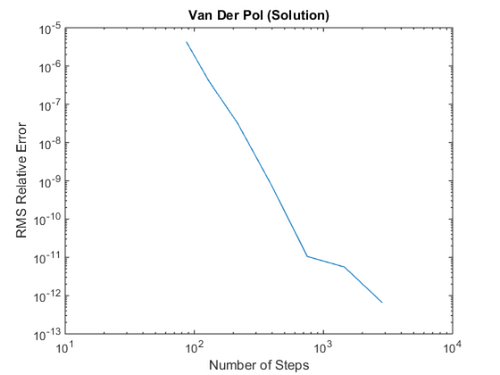 Van Der Pol (Solution)
10^-5
10^-6
10^-7
10^-8
10^-9
10^-10
10^-11
10^-12
10^-13
RMS Relative Error
10^1 10^2 10^3 10^4
Number of Steps